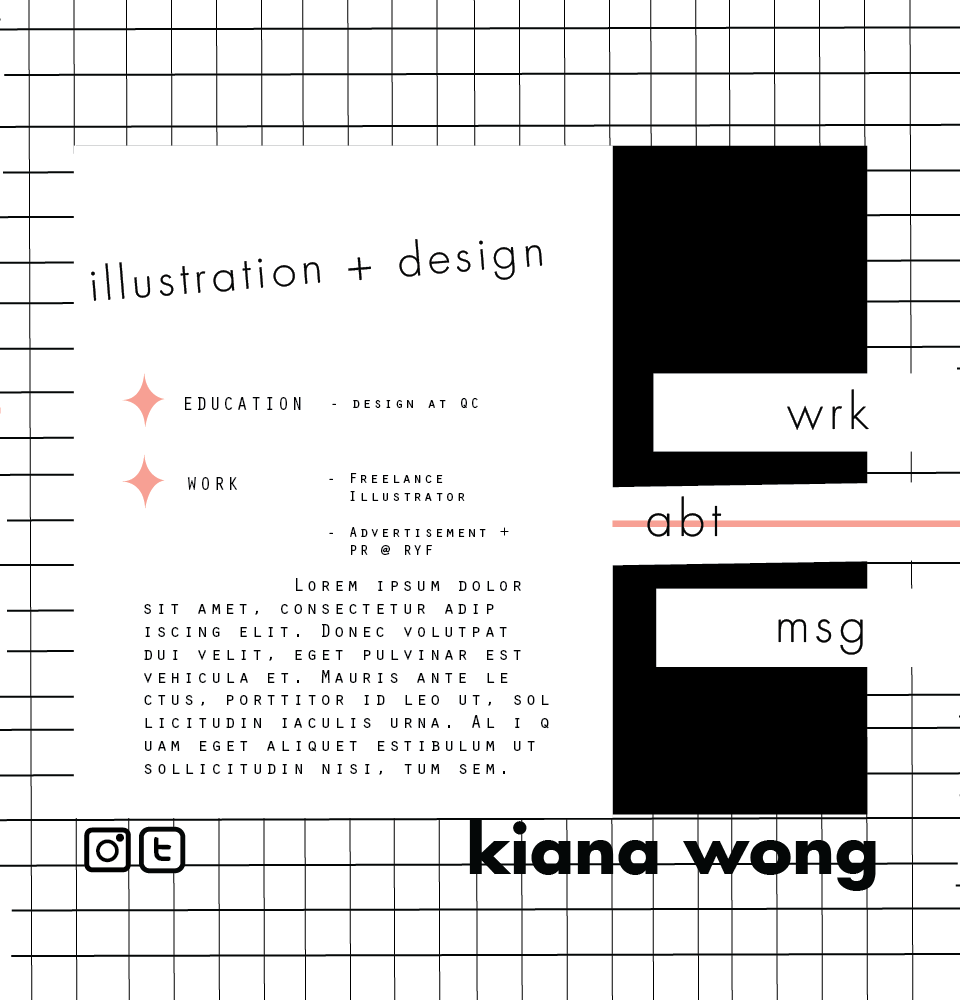 illustration + design
EDUCATION - DESIGN AT QC
WORK - FREELANCE
ILLUSTRATOR
- ADVERTISEMENT +
PR @ RYF
LOREM IPSUM DOLOR
SIT AMET, CONSECTETUR ADIP
ISCING ELIT. DONEC VOLUTPAT
DUI VELIT, EGET PULVINAR EST
VEHICULA ET. MAURIS ANTE LE
CTUS, PORTTITOR ID LEO UT, SOL
LICITUDIN IACULIS URNA. AL I Q
UAM EGET ALIQUET ESTIBULUM UT
SOLLICITUDIN NISI, TUM SEM.
wrk
abt
msg
t
kiana wong